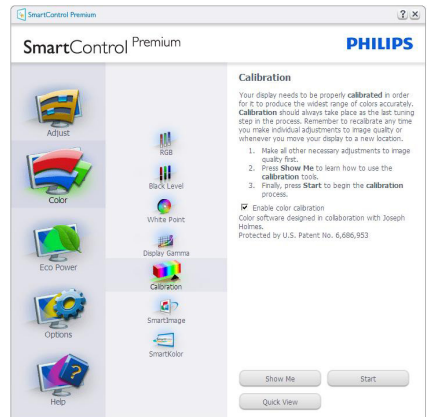 SmartControl Premium
SmartControl Premium
PHILIPS
Adjust
Color
Eco Power
Options
Help
RGB
Black Level
White Point
Display Gamma
Calibration
SmartImage
SmartKolor
Calibration
Your display needs to be properly calibrated in order
for it to produce the widest range of colors accurately.
Calibration should always take place as the last tuning
step in the process. Remember to recalibrate any time
you make individual adjustments to image quality or
whenever you move your display to a new location.
1. Make all other necessary adjustments to image
quality first.
2. Press Show Me to learn how to use the
calibration tools.
3. Finally, press Start to begin the calibration
process.
Enable color calibration
Color software designed in collaboration with Joseph
Holmes.
Protected by U.S. Patent No. 6,686,953
Show Me
Start
Quick View